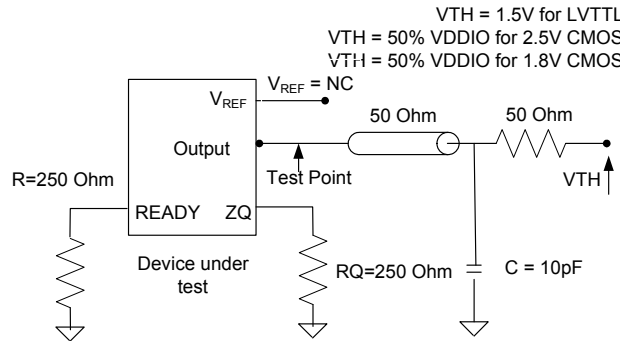 VTH = 1.5V for LVTTL
VTH = 50% VDDIO for 2.5V CMOS
VTH = 50% VDDIO for 1.8V CMOS
VREF = NC
VREF
50 Ohm
50 Ohm
Output
Test Point
VTH
R=250 Ohm
READY
ZQ
Device under
test
RQ=250 Ohm
C = 10pF